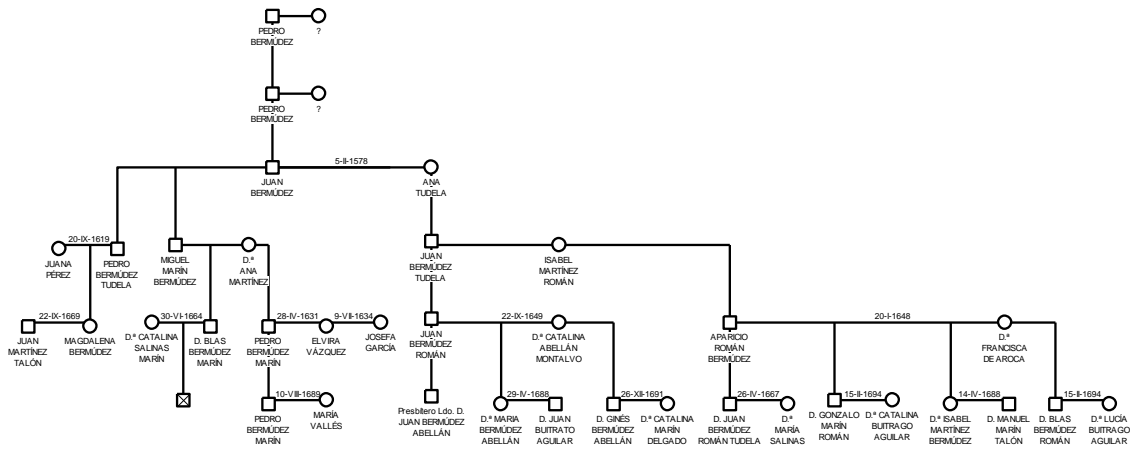 PEDRO
BERMÚDEZ
?
PEDRO
BERMÚDEZ
?
5-II-1578
JUAN
BERMÚDEZ
ANA
TUDELA
20-IX-1619
JUANA
PÉREZ
PEDRO
BERMÚDEZ
TUDELA
MIGUEL
MARÍN
BERMÚDEZ
D.ª
ANA
MARTÍNEZ
JUAN
BERMÚDEZ
TUDELA
ISABEL
MARTÍNEZ
ROMÁN
22-IX-1669
JUAN
MARTÍNEZ
TALÓN
MAGDALENA
BERMÚDEZ
30-VI-1664
D.ª CATALINA
SALINAS
MARÍN
D. BLAS
BERMÚDEZ
MARÍN
28-IV-1631
PEDRO
BERMÚDEZ
MARÍN
ELVIRA
VÁZQUEZ
9-VII-1634
JOSEFA
GARCÍA
JUAN
BERMÚDEZ
ROMÁN
22-IX-1649
D.ª CATALINA
ABELLÁN
MONTALVO
APARICIO
ROMÁN
BERMÚDEZ
20-I-1648
D.ª
FRANCISCA
DE AROCA
10-VIII-1689
PEDRO
BERMÚDEZ
MARÍN
MARÍA
VALLÉS
Presbítero Ldo. D.
JUAN BERMÚDEZ
ABELLÁN
29-IV-1688
D.ª MARIA
BERMÚDEZ
ABELLÁN
D. JUAN
BUITRATO
AGUILAR
26-XII-1691
D. GINÉS
BERMÚDEZ
ABELLÁN
D.ª CATALINA
MARÍN
DELGADO
26-IV-1667
D. JUAN
BERMÚDEZ
ROMÁN TUDELA
D.ª
MARÍA
SALINAS
15-II-1694
D. GONZALO
MARÍN
ROMÁN
D.ª CATALINA
BUITRAGO
AGUILAR
14-IV-1688
D.ª ISABEL
MARTÍNEZ
BERMÚDEZ
D. MANUEL
MARÍN
TALÓN
15-II-1694
D. BLAS
BERMÚDEZ
ROMÁN
D.ª LUCÍA
BUITRAGO
AGUILAR